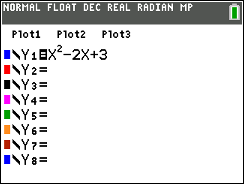 NORMAL FLOAT DEC REAL RADIAN MP
Plot1 Plot2 Plot3
\Y₁=X²-2X+3
\Y₂=
\Y₃=
\Y₄=
\Y₅=
\Y₆=
\Y₇=
\Y₈=